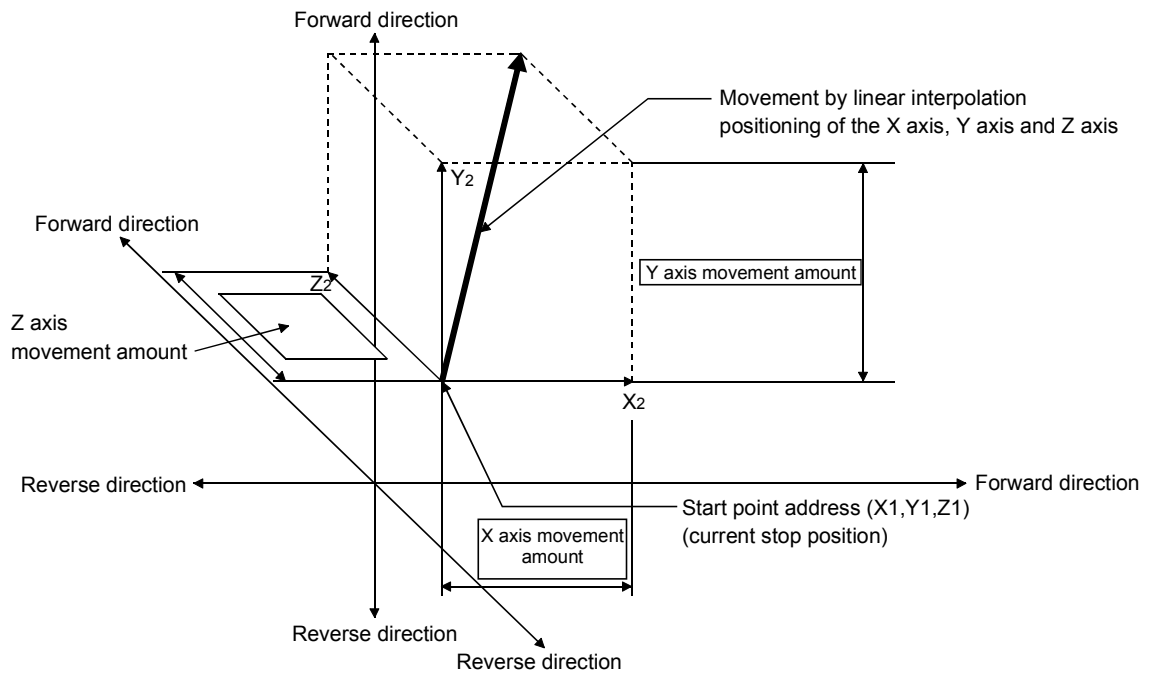 Forward direction
Movement by linear interpolation
positioning of the X axis, Y axis and Z axis
Y2
Forward direction
Y axis movement amount
Z2
Z axis
movement amount
X2
Reverse direction
Forward direction
Start point address (X1,Y1,Z1)
(current stop position)
X axis movement
amount
Reverse direction
Reverse direction